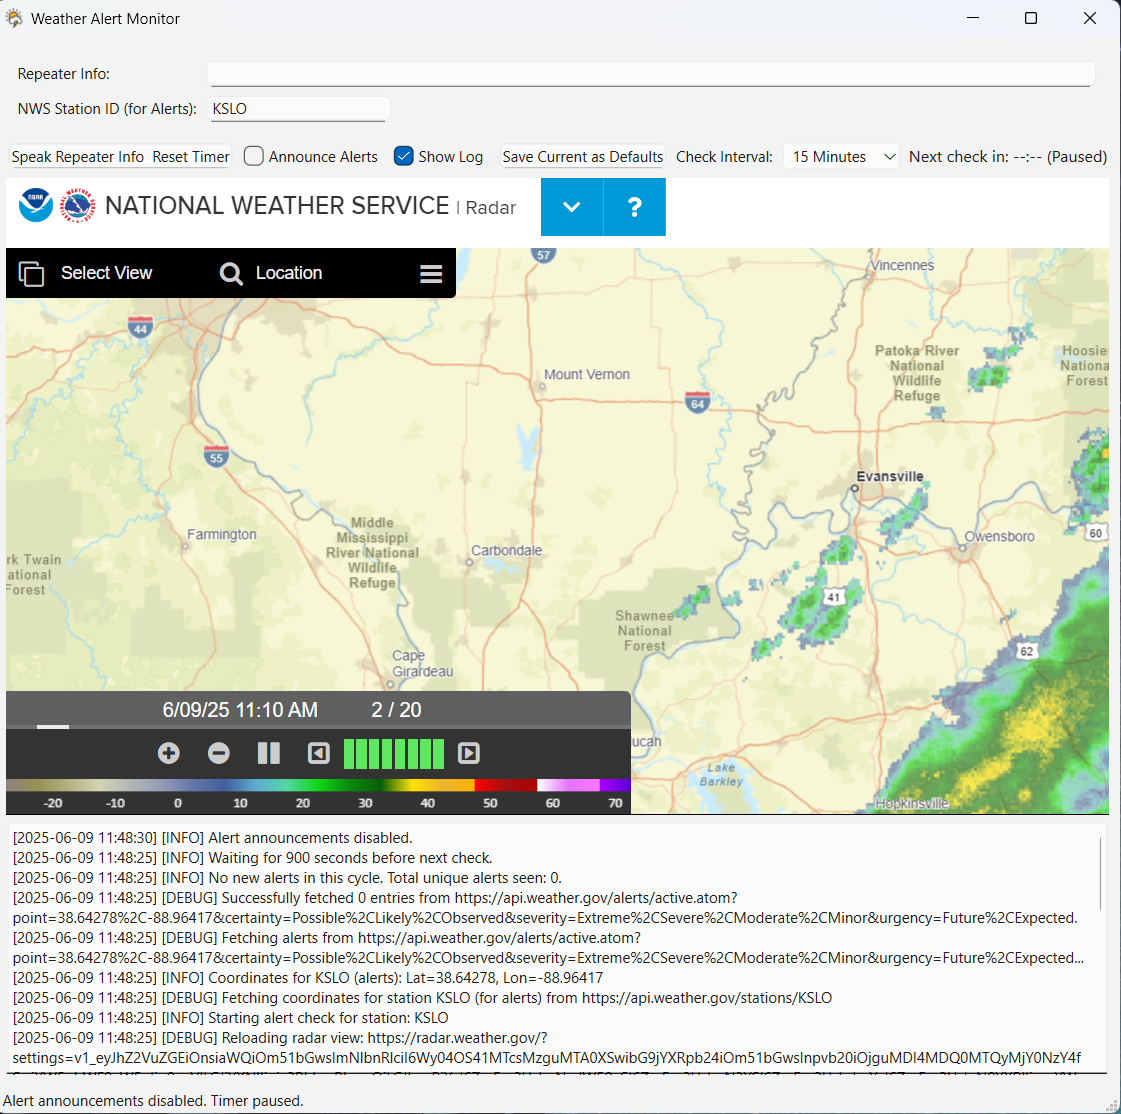 Weather Alert Monitor
Repeater Info:
NWS Station ID (for Alerts): KSLO
Speak Repeater Info Reset Timer Announce Alerts Show Log Save Current as Defaults Check Interval: 15 Minutes Next check in: --:-- (Paused)
NOAA
NATIONAL WEATHER SERVICE | Radar ?
Select View Location
57
Vincennes
44
Patoka River
National
Wildlife
Refuge
Hoosie
Nationa
Forest
Mount Vernon
64
55
Evansville
Farmington
Middle
Mississippi
River National
Wildlife
Refuge
Carbondale
Owensboro
60
rk Twain
ational
Forest
41
Shawnee
National
Forest
62
Cape
Girardeau
ucah
Lake
Barkley
Hopkinsville
6/09/25 11:10 AM 2 / 20
-20 -10 0 10 20 30 40 50 60 70
[2025-06-09 11:48:30] [INFO] Alert announcements disabled.
[2025-06-09 11:48:25] [INFO] Waiting for 900 seconds before next check.
[2025-06-09 11:48:25] [INFO] No new alerts in this cycle. Total unique alerts seen: 0.
[2025-06-09 11:48:25] [DEBUG] Successfully fetched 0 entries from https://api.weather.gov/alerts/active.atom?
point=38.64278%2C-88.96417&certainty=Possible%2CLikely%2CObserved&severity=Extreme%2CSevere%2CModerate%2CMinor&urgency=Future%2CExpected.
[2025-06-09 11:48:25] [DEBUG] Fetching alerts from https://api.weather.gov/alerts/active.atom?
point=38.64278%2C-88.96417&certainty=Possible%2CLikely%2CObserved&severity=Extreme%2CSevere%2CModerate%2CMinor&urgency=Future%2CExpected...
[2025-06-09 11:48:25] [INFO] Coordinates for KSLO (alerts): Lat=38.64278, Lon=-88.96417
[2025-06-09 11:48:25] [DEBUG] Fetching coordinates for station KSLO (for alerts) from https://api.weather.gov/stations/KSLO
[2025-06-09 11:48:25] [INFO] Starting alert check for station: KSLO
[2025-06-09 11:48:25] [DEBUG] Reloading radar view: https://radar.weather.gov/?
Alert announcements disabled. Timer paused.